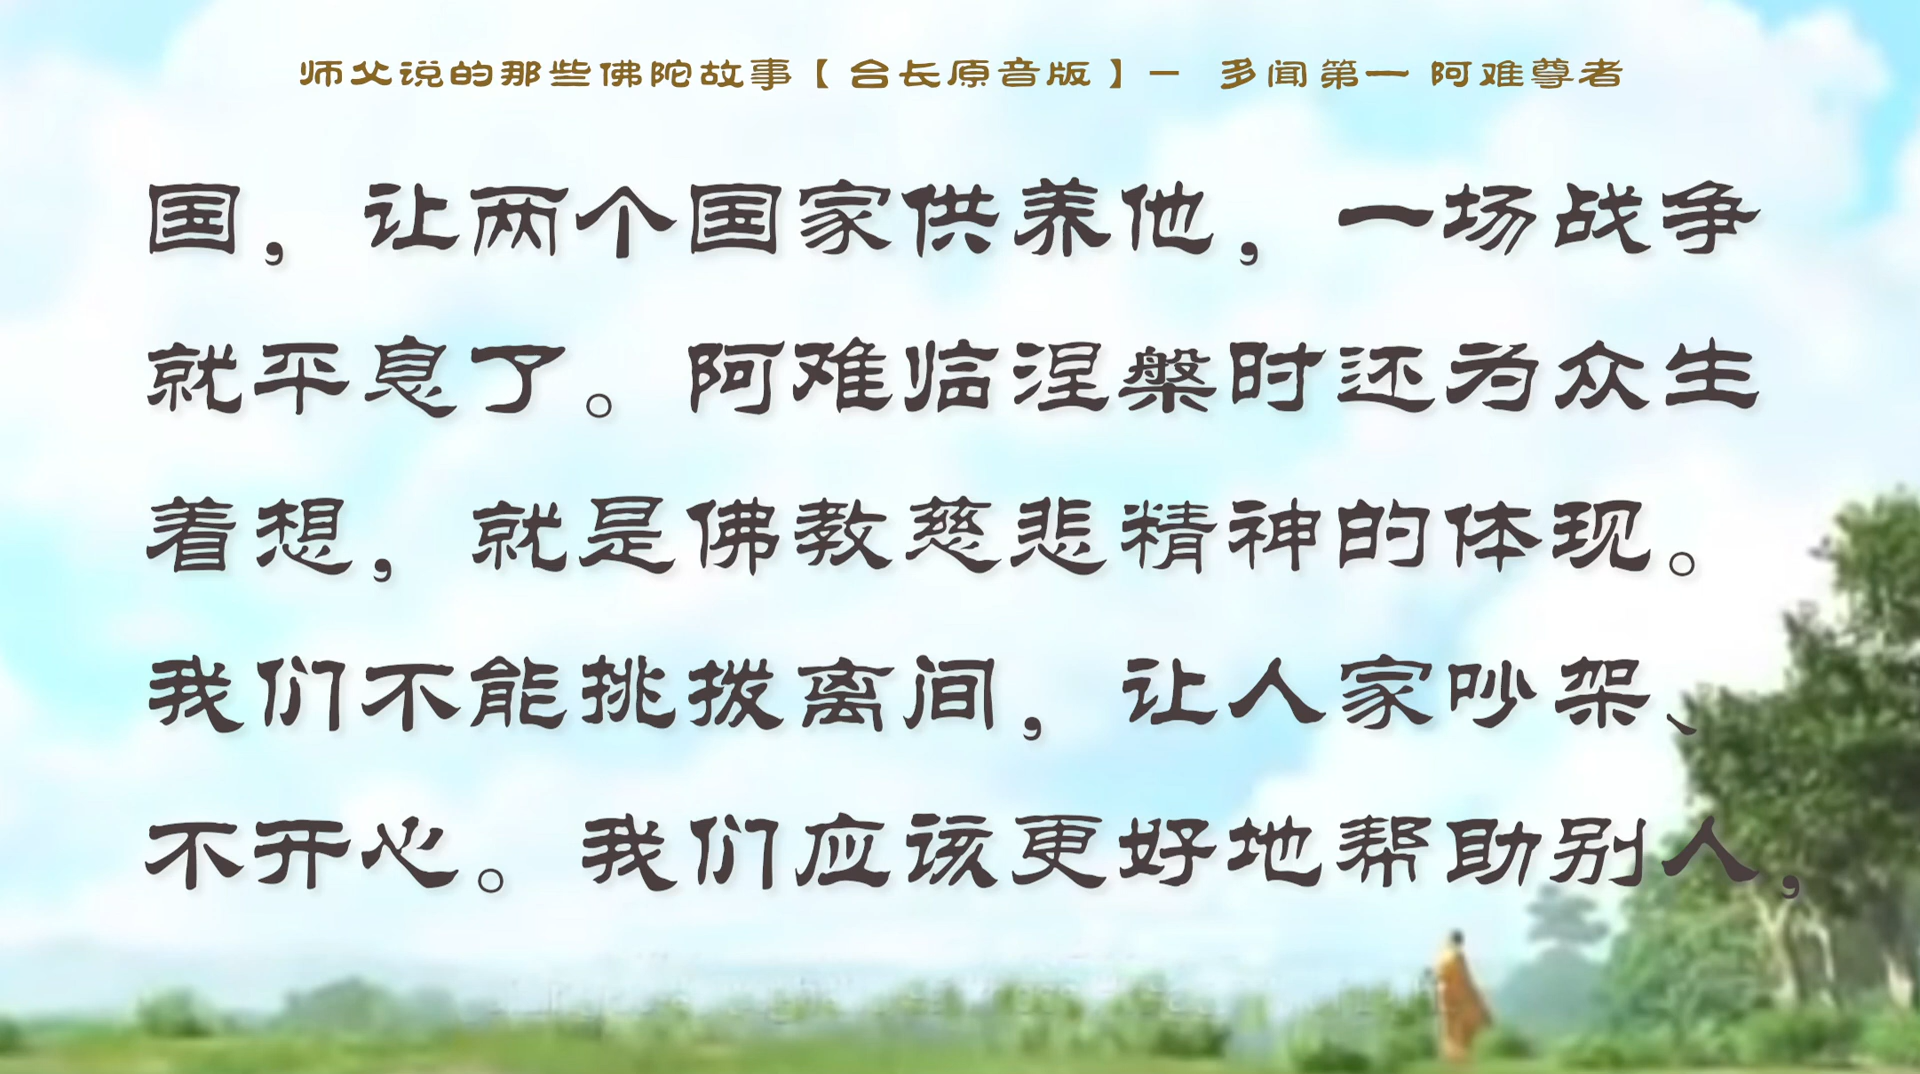 师父说的那些佛陀故事【台长原音版】— 多闻第一 阿难尊者
国，让两个国家供养他，一场战争
就平息了。阿难临涅槃时还为众生
着想，就是佛教慈悲精神的体现。
我们不能挑拨离间，让人家吵架、
不开心。我们应该更好地帮助别人，